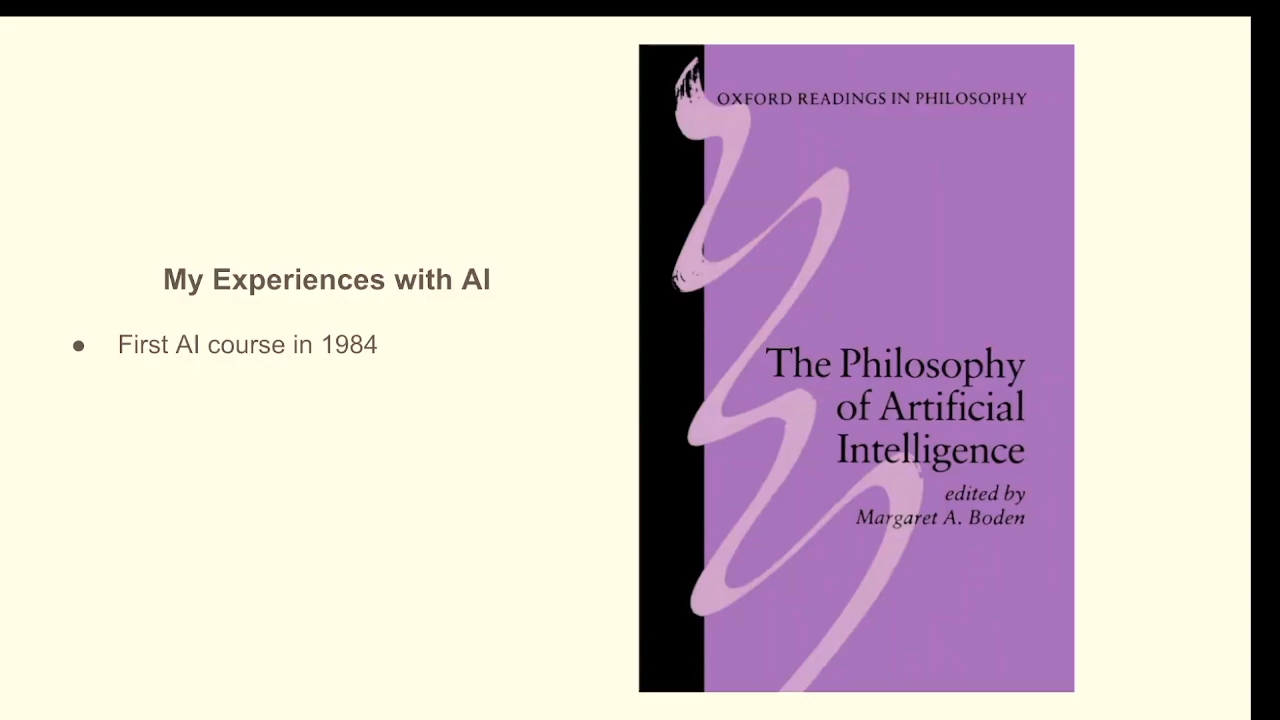 My Experiences with AI
● First AI course in 1984
OXFORD READINGS IN PHILOSOPHY
The Philosophy
of Artificial
Intelligence
edited by
Margaret A. Boden